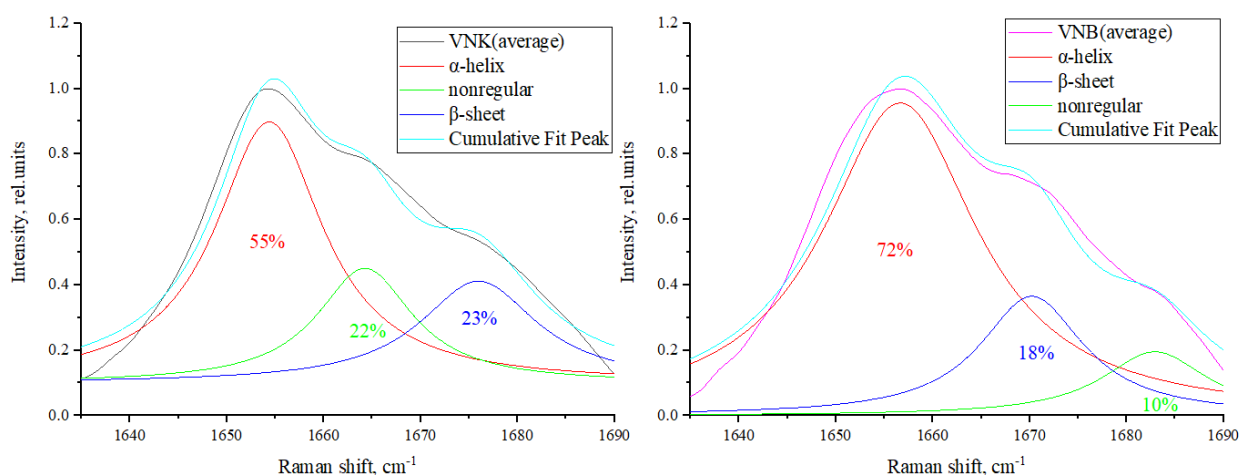 1.2
1.0
0.8
0.6
0.4
0.2
0.0
Intensity, rel.units
VNK(average)
α-helix
nonregular
β-sheet
Cumulative Fit Peak
55%
22%
23%
1640
1650
1660
1670
1680
1690
Raman shift, cm-1
1.2
1.0
0.8
0.6
0.4
0.2
0.0
Intensity, rel.units
VNB(average)
α-helix
β-sheet
nonregular
Cumulative Fit Peak
72%
18%
10%
1640
1650
1660
1670
1680
1690
Raman shift, cm-1